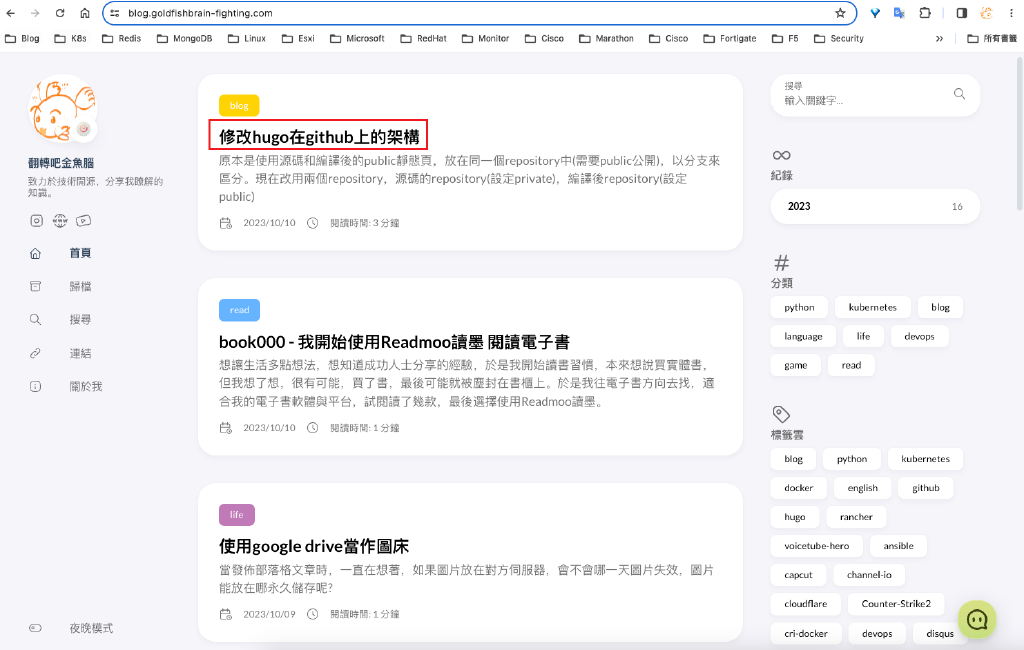 blog.goldfishbrain-fighting.com
Blog K8s Redis MongoDB Linux Esxi Microsoft RedHat Monitor Cisco Marathon Cisco Fortigate F5 Security » 所有書籤
翻轉吧金魚腦
致力於技術開源，分享我瞭解的
知識。
首頁
歸檔
搜尋
連結
關於我
夜晚模式
blog
修改hugo在github上的架構
原本是使用源碼和編譯後的public靜態頁，放在同一個repository中(需要public公開)，以分支來
區分。現在改用兩個repository，源碼的repository(設定private)，編譯後repository(設定
public)
2023/10/10 閱讀時間: 3 分鐘
read
book000 - 我開始使用Readmoo讀墨 閱讀電子書
想讓生活多點想法，想知道成功人士分享的經驗，於是我開始讀書習慣，本來想說買實體書，
但我想了想，很有可能，買了書，最後可能就被塵封在書櫃上。於是我往電子書方向去找，適
合我的電子書軟體與平台，試閱讀了幾款，最後選擇使用Readmoo讀墨。
2023/10/10 閱讀時間: 1 分鐘
life
使用google drive當作圖床
當發佈部落格文章時，一直在想著，如果圖片放在對方伺服器，會不會哪一天圖片失效，圖片
能放在哪永久儲存呢?
2023/10/09 閱讀時間: 1 分鐘
搜尋
輸入關鍵字...
紀錄
2023 16
分類
python kubernetes blog
language life devops
game read
標籤雲
blog python kubernetes
docker english github
hugo rancher
voicetube-hero ansible
capcut channel-io
cloudflare Counter-Strike2
cri-docker devops disqus